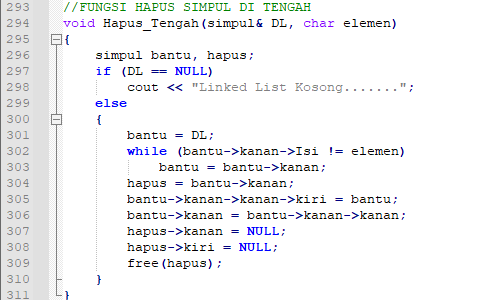 293 //FUNGSI HAPUS SIMPUL DI TENGAH
294 void Hapus_Tengah(simpul& DL, char elemen)
295 {
296 simpul bantu, hapus;
297 if (DL == NULL)
298 cout << "Linked List Kosong.......";
299 else
300 {
301 bantu = DL;
302 while (bantu->kanan->Isi != elemen)
303 bantu = bantu->kanan;
304 hapus = bantu->kanan;
305 bantu->kanan->kanan->kiri = bantu;
306 bantu->kanan = bantu->kanan->kanan;
307 hapus->kanan = NULL;
308 hapus->kiri = NULL;
309 free(hapus);
310 }
311 }